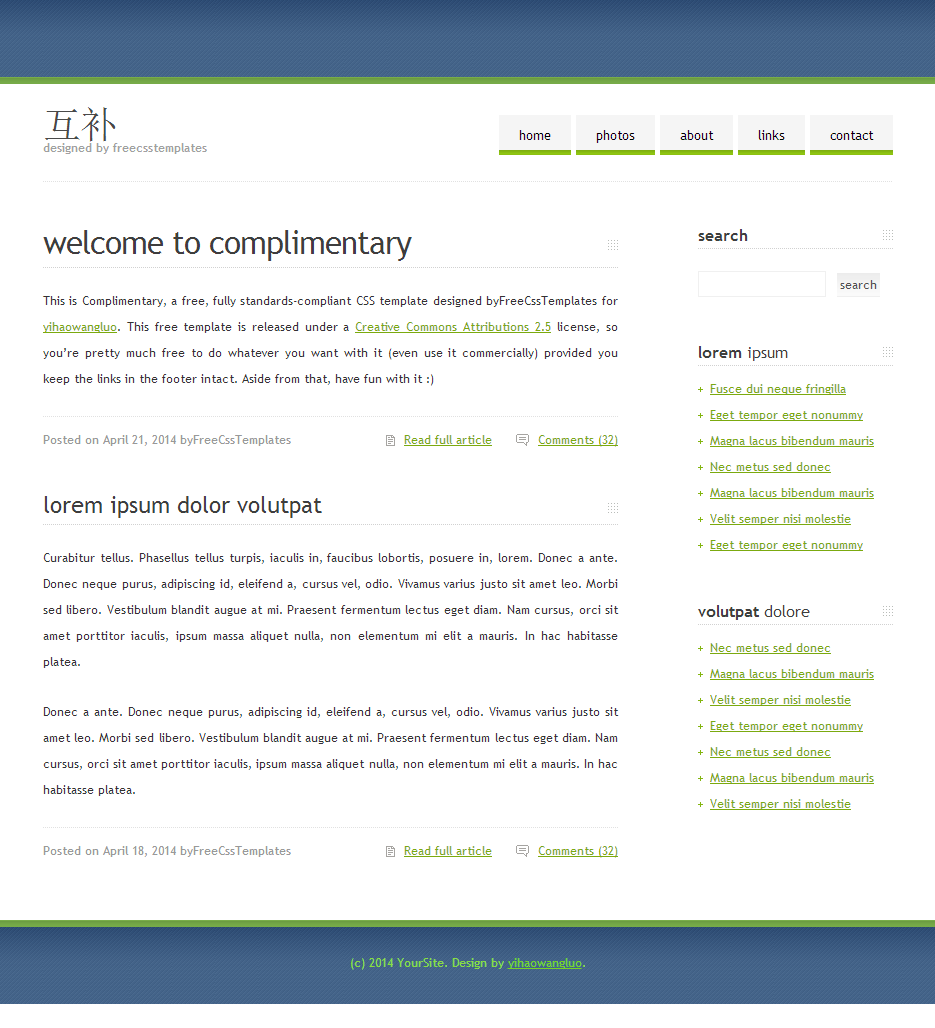 互补
designed by freecsstemplates
home photos about links contact
welcome to complimentary
This is Complimentary, a free, fully standards-compliant CSS template designed byFreeCssTemplates for
yihaowangluo. This free template is released under a Creative Commons Attributions 2.5 license, so
you’re pretty much free to do whatever you want with it (even use it commercially) provided you
keep the links in the footer intact. Aside from that, have fun with it :)
Posted on April 21, 2014 byFreeCssTemplates Read full article Comments (32)
lorem ipsum dolor volutpat
Curabitur tellus. Phasellus tellus turpis, iaculis in, faucibus lobortis, posuere in, lorem. Donec a ante.
Donec neque purus, adipiscing id, eleifend a, cursus vel, odio. Vivamus varius justo sit amet leo. Morbi
sed libero. Vestibulum blandit augue at mi. Praesent fermentum lectus eget diam. Nam cursus, orci sit
amet porttitor iaculis, ipsum massa aliquet nulla, non elementum mi elit a mauris. In hac habitasse
platea.
Donec a ante. Donec neque purus, adipiscing id, eleifend a, cursus vel, odio. Vivamus varius justo sit
amet leo. Morbi sed libero. Vestibulum blandit augue at mi. Praesent fermentum lectus eget diam. Nam
cursus, orci sit amet porttitor iaculis, ipsum massa aliquet nulla, non elementum mi elit a mauris. In hac
habitasse platea.
Posted on April 18, 2014 byFreeCssTemplates Read full article Comments (32)
search
search
lorem ipsum
Fusce dui neque fringilla
Eget tempor eget nonummy
Magna lacus bibendum mauris
Nec metus sed donec
Magna lacus bibendum mauris
Velit semper nisi molestie
Eget tempor eget nonummy
volutpat dolore
Nec metus sed donec
Magna lacus bibendum mauris
Velit semper nisi molestie
Eget tempor eget nonummy
Nec metus sed donec
Magna lacus bibendum mauris
Velit semper nisi molestie
(c) 2014 YourSite. Design by yihaowangluo.